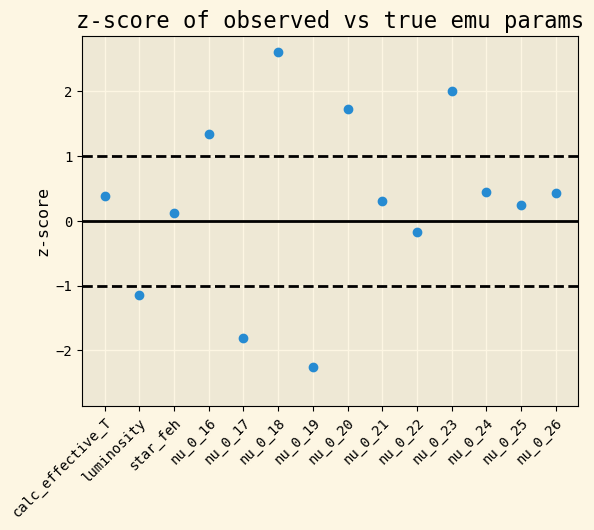 z-score of observed vs true emu params
z-score
2
1
0
−1
−2
calc_effective_T
luminosity
star_feh
nu_0_16
nu_0_17
nu_0_18
nu_0_19
nu_0_20
nu_0_21
nu_0_22
nu_0_23
nu_0_24
nu_0_25
nu_0_26